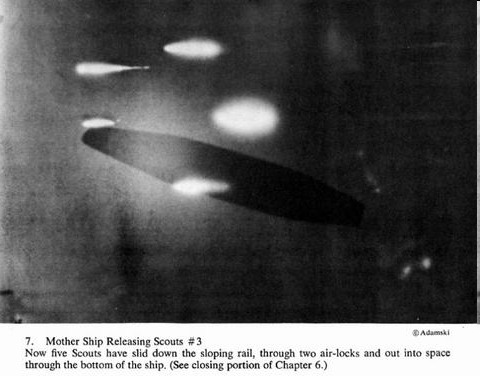 ©Adamski
7. Mother Ship Releasing Scouts #3
Now five Scouts have slid down the sloping rail, through two air-locks and out into space
through the bottom of the ship. (See closing portion of Chapter 6.)